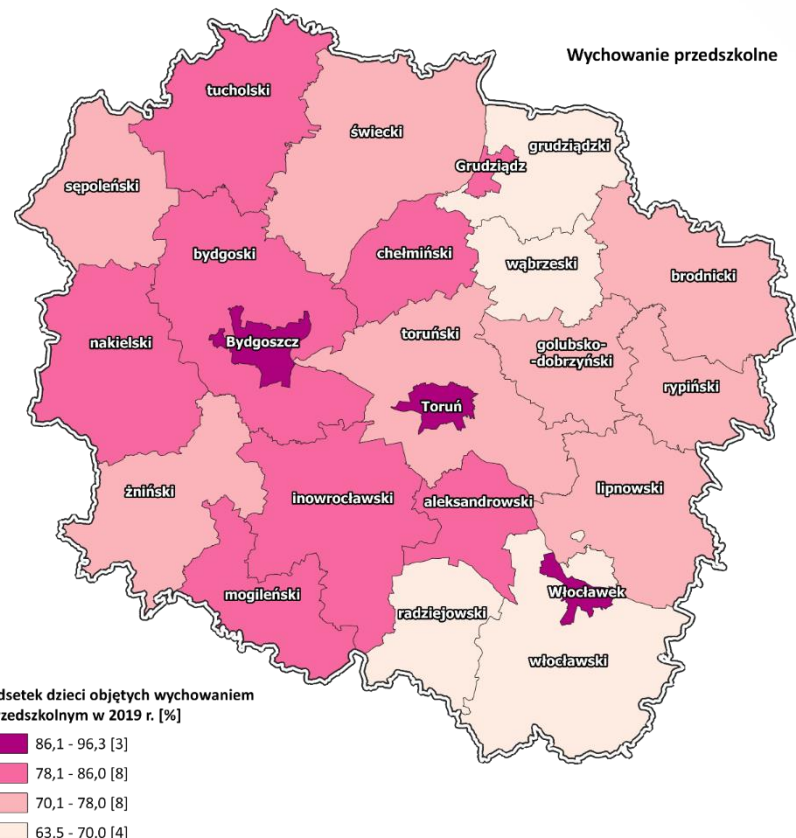 Wychowanie przedszkolne
tucholski
świecki
grudziądzki
Grudziądz
sępoleński
bydgoski
chełmiński
wąbrzeski
brodnicki
nakielski
Bydgoszcz
toruński
golubsko-
-dobrzyński
rypiński
Toruń
żniński
inowrocławski
aleksandrowski
lipnowski
mogileński
radziejowski
Włocławek
włocławski
dsetek dzieci objętych wychowaniem
rzedszkolnym w 2019 r. [%]
86,1 - 96,3 [3]
78,1 - 86,0 [8]
70,1 - 78,0 [8]
63,5 - 70,0 [4]